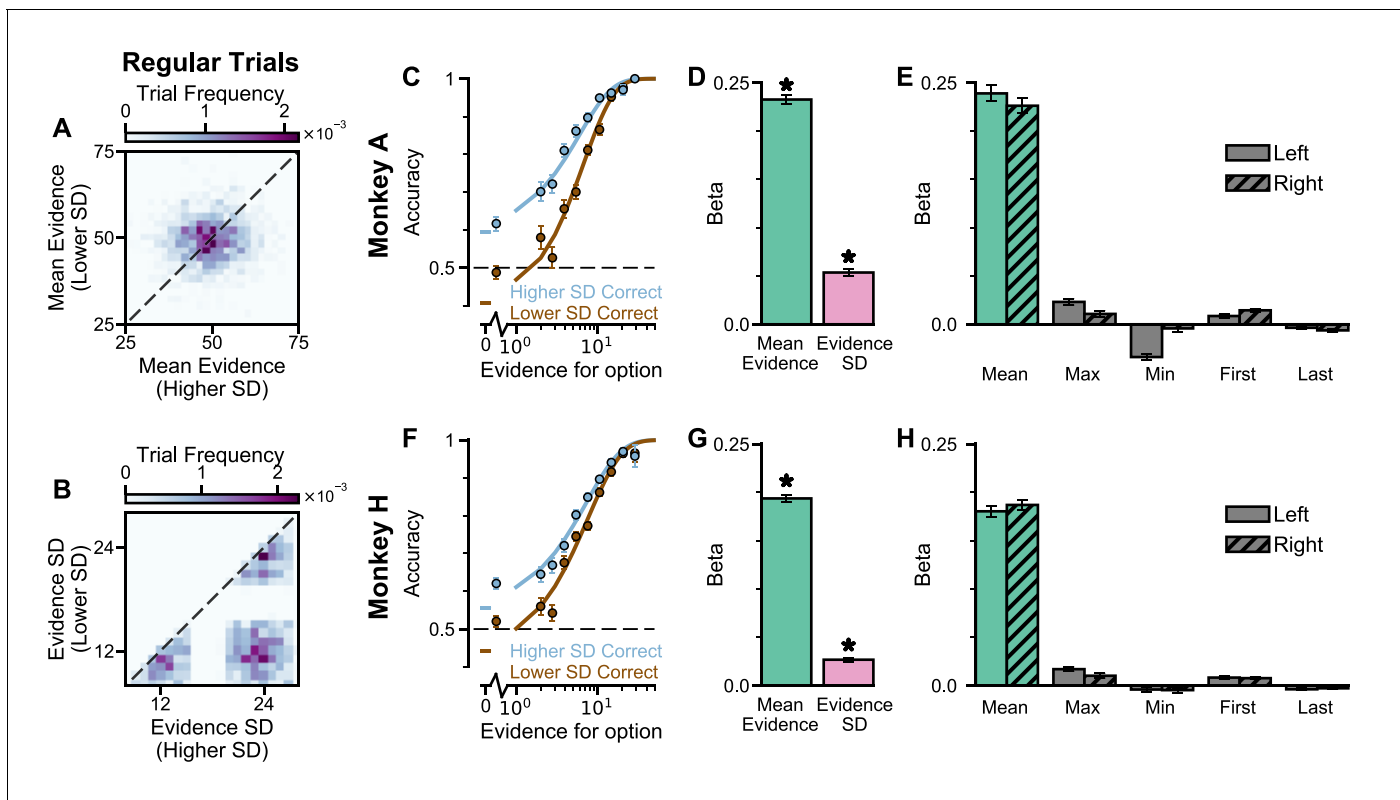 Regular Trials
Trial Frequency
0 1 2
×10⁻³
A
75
50
25
Mean Evidence
(Lower SD)
25 50 75
Mean Evidence
(Higher SD)
Monkey A
C
1
0.5
Accuracy
Higher SD Correct
Lower SD Correct
0 10⁰ 10¹
Evidence for option
D
0.25
0.0
Beta
*
*
Mean
Evidence
Evidence
SD
E
0.25
0.0
Beta
Left
Right
Mean Max Min First Last
Trial Frequency
0 1 2
×10⁻³
B
24
12
Evidence SD
(Lower SD)
12 24
Evidence SD
(Higher SD)
Monkey H
F
1
0.5
Accuracy
Higher SD Correct
Lower SD Correct
0 10⁰ 10¹
Evidence for option
G
0.25
0.0
Beta
*
*
Mean
Evidence
Evidence
SD
H
0.25
0.0
Beta
Left
Right
Mean Max Min First Last